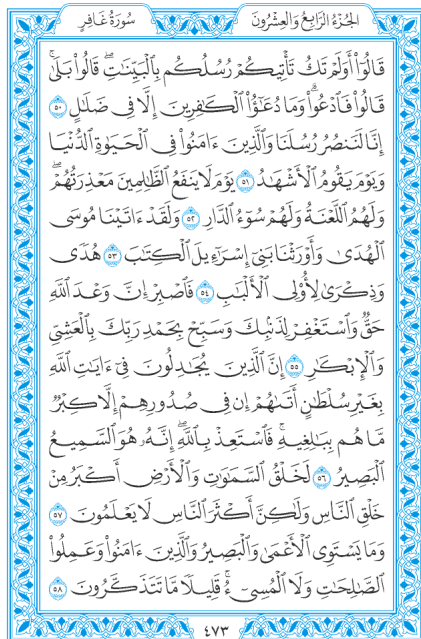 سُورَةُ غَافِرٍ الجُزْءُ الرَّابِعُ وَالعِشْرُونَ
قَالُوٓا۟ أَوَلَمْ تَكُ تَأْتِيكُمْ رُسُلُكُم بِٱلْبَيِّنَـٰتِ ۖ قَالُوا۟ بَلَىٰ ۚ
قَالُوا۟ فَٱدْعُوا۟ ۗ وَمَا دُعَـٰٓؤُا۟ ٱلْكَـٰفِرِينَ إِلَّا فِى ضَلَـٰلٍ ٥٠
إِنَّا لَنَنصُرُ رُسُلَنَا وَٱلَّذِينَ ءَامَنُوا۟ فِى ٱلْحَيَوٰةِ ٱلدُّنْيَا
وَيَوْمَ يَقُومُ ٱلْأَشْهَـٰدُ ٥١ يَوْمَ لَا يَنفَعُ ٱلظَّـٰلِمِينَ مَعْذِرَتُهُمْ ۖ
وَلَهُمُ ٱللَّعْنَةُ وَلَهُمْ سُوٓءُ ٱلدَّارِ ٥٢ وَلَقَدْ ءَاتَيْنَا مُوسَى
ٱلْهُدَىٰ وَأَوْرَثْنَا بَنِىٓ إِسْرَٰٓءِيلَ ٱلْكِتَـٰبَ ٥٣ هُدًى
وَذِكْرَىٰ لِأُو۟لِى ٱلْأَلْبَـٰبِ ٥٤ فَٱصْبِرْ إِنَّ وَعْدَ ٱللَّهِ
حَقٌّ وَٱسْتَغْفِرْ لِذَنۢبِكَ وَسَبِّحْ بِحَمْدِ رَبِّكَ بِٱلْعَشِىِّ
وَٱلْإِبْكَـٰرِ ٥٥ إِنَّ ٱلَّذِينَ يُجَـٰدِلُونَ فِىٓ ءَايَـٰتِ ٱللَّهِ
بِغَيْرِ سُلْطَـٰنٍ أَتَىٰهُمْ ۙ إِن فِى صُدُورِهِمْ إِلَّا كِبْرٌ
مَّا هُم بِبَـٰلِغِيهِ ۚ فَٱسْتَعِذْ بِٱللَّهِ ۖ إِنَّهُۥ هُوَ ٱلسَّمِيعُ
ٱلْبَصِيرُ ٥٦ لَخَلْقُ ٱلسَّمَـٰوَٰتِ وَٱلْأَرْضِ أَكْبَرُ مِنْ
خَلْقِ ٱلنَّاسِ وَلَـٰكِنَّ أَكْثَرَ ٱلنَّاسِ لَا يَعْلَمُونَ ٥٧
وَمَا يَسْتَوِى ٱلْأَعْمَىٰ وَٱلْبَصِيرُ وَٱلَّذِينَ ءَامَنُوا۟ وَعَمِلُوا۟
ٱلصَّـٰلِحَـٰتِ وَلَا ٱلْمُسِىٓءُ ۚ قَلِيلًا مَّا تَتَذَكَّرُونَ ٥٨
٤٧٣